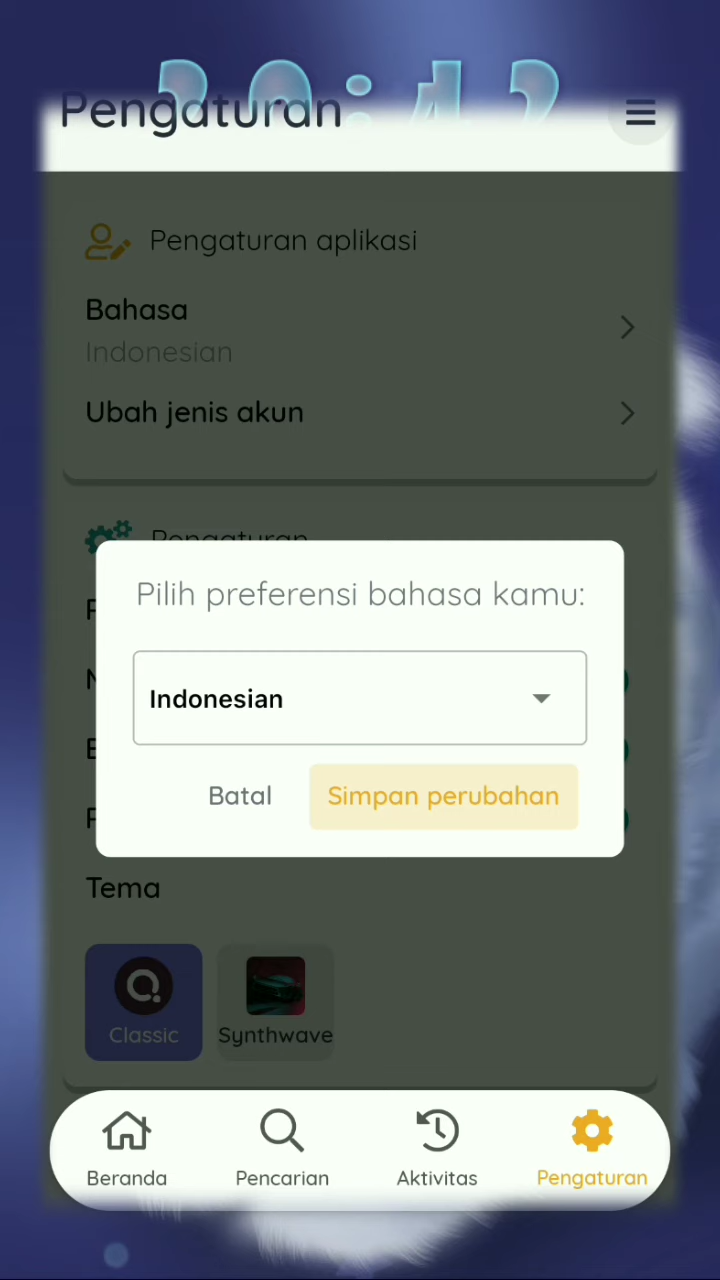 Pengaturan
Pengaturan aplikasi
Bahasa
Indonesian
Ubah jenis akun
Pengaturan
Pilih preferensi bahasa kamu:
Indonesian
Batal
Simpan perubahan
Tema
Classic
Synthwave
Beranda
Pencarian
Aktivitas
Pengaturan